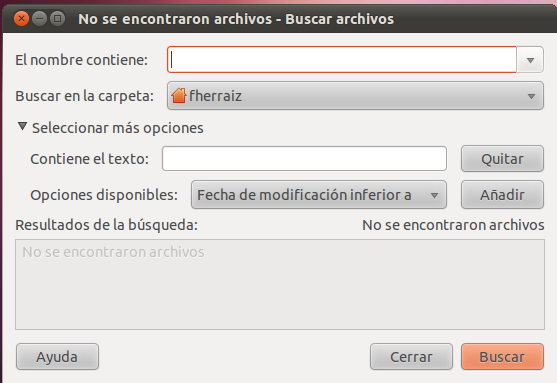 No se encontraron archivos - Buscar archivos
El nombre contiene:
Buscar en la carpeta: fherraiz
Seleccionar más opciones
Contiene el texto: Quitar
Opciones disponibles: Fecha de modificación inferior a Añadir
Resultados de la búsqueda: No se encontraron archivos
No se encontraron archivos
Ayuda Cerrar Buscar